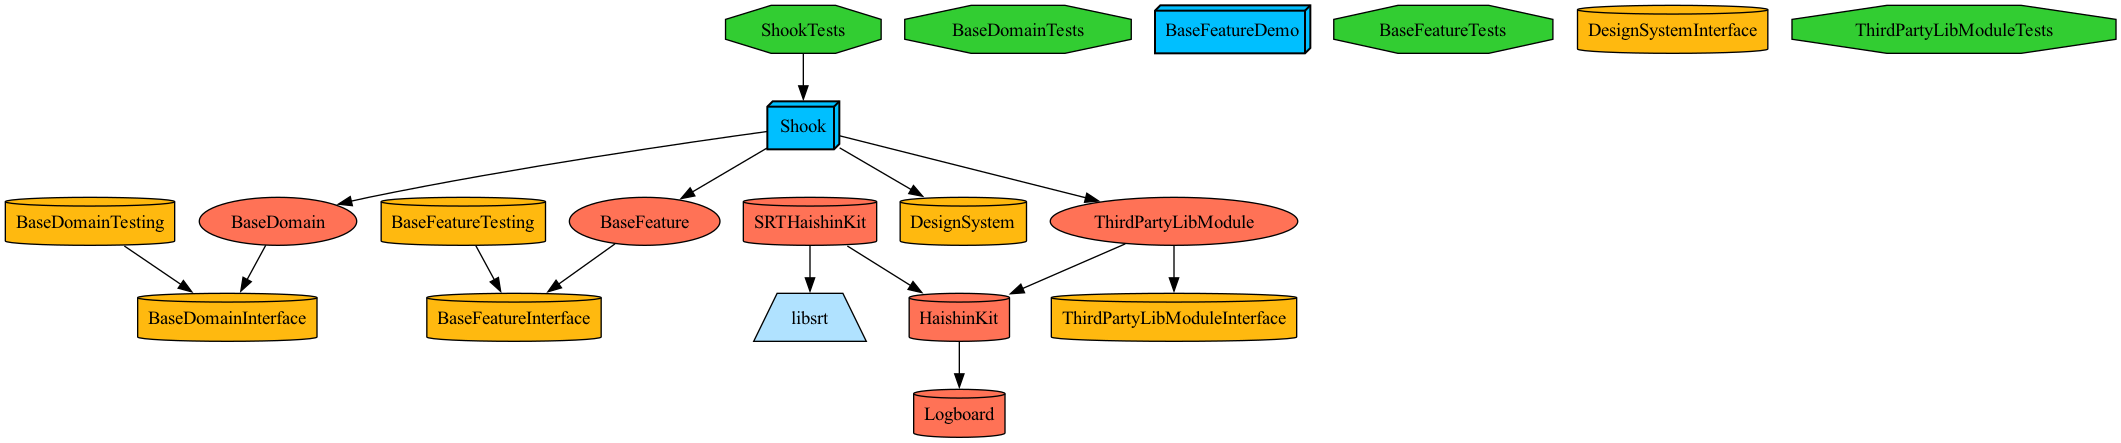 ShookTests
BaseDomainTests
BaseFeatureDemo
BaseFeatureTests
DesignSystemInterface
ThirdPartyLibModuleTests
Shook
BaseDomainTesting
BaseDomain
BaseFeatureTesting
BaseFeature
SRTHaishinKit
DesignSystem
ThirdPartyLibModule
BaseDomainInterface
BaseFeatureInterface
libsrt
HaishinKit
ThirdPartyLibModuleInterface
Logboard